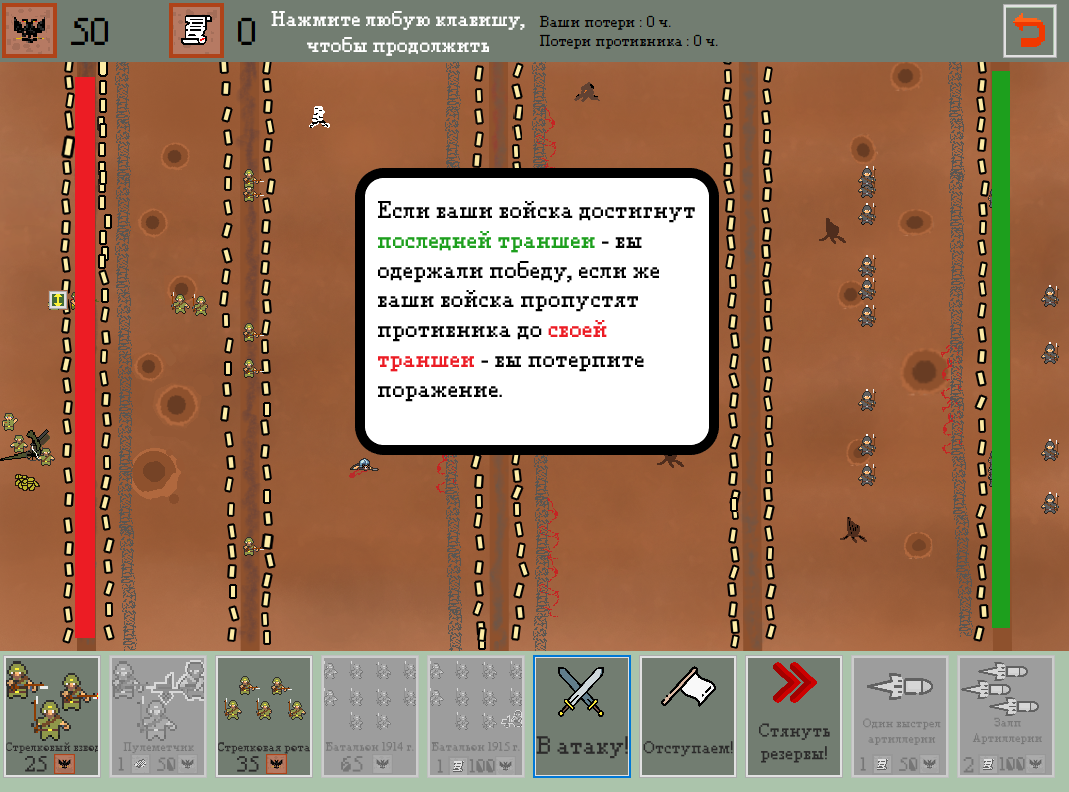 50
0
Нажмите любую клавишу,
чтобы продолжить
Ваши потери : 0 ч.
Потери противника : 0 ч.
Если ваши войска достигнут
последней траншеи - вы
одержали победу, если же
ваши войска пропустят
противника до своей
траншеи - вы потерпите
поражение.
Стрелковый взвод
25
Пулеметчик
1 50
Стрелковая рота
35
Батальон 1914 г.
65
Батальон 1915 г.
1 100
В атаку!
Отступаем!
Стянуть
резервы!
Один выстрел
артиллерии
1 50
Залп
Артиллерии
2 100